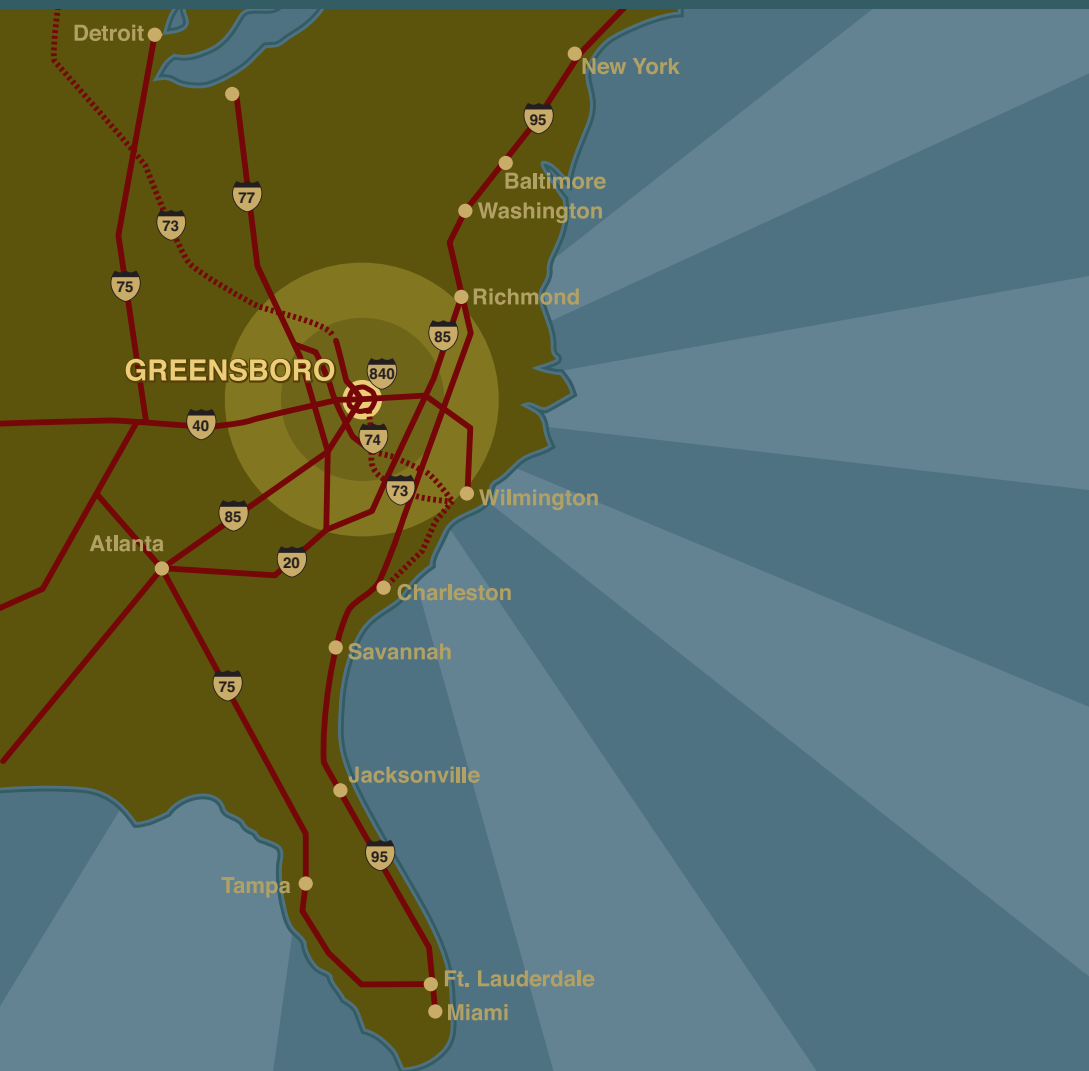 Detroit
New York
95
Baltimore
77
Washington
73
75
Richmond
85
GREENSBORO
840
40
74
73
Wilmington
85
Atlanta
20
Charleston
Savannah
75
Jacksonville
95
Tampa
Ft. Lauderdale
Miami